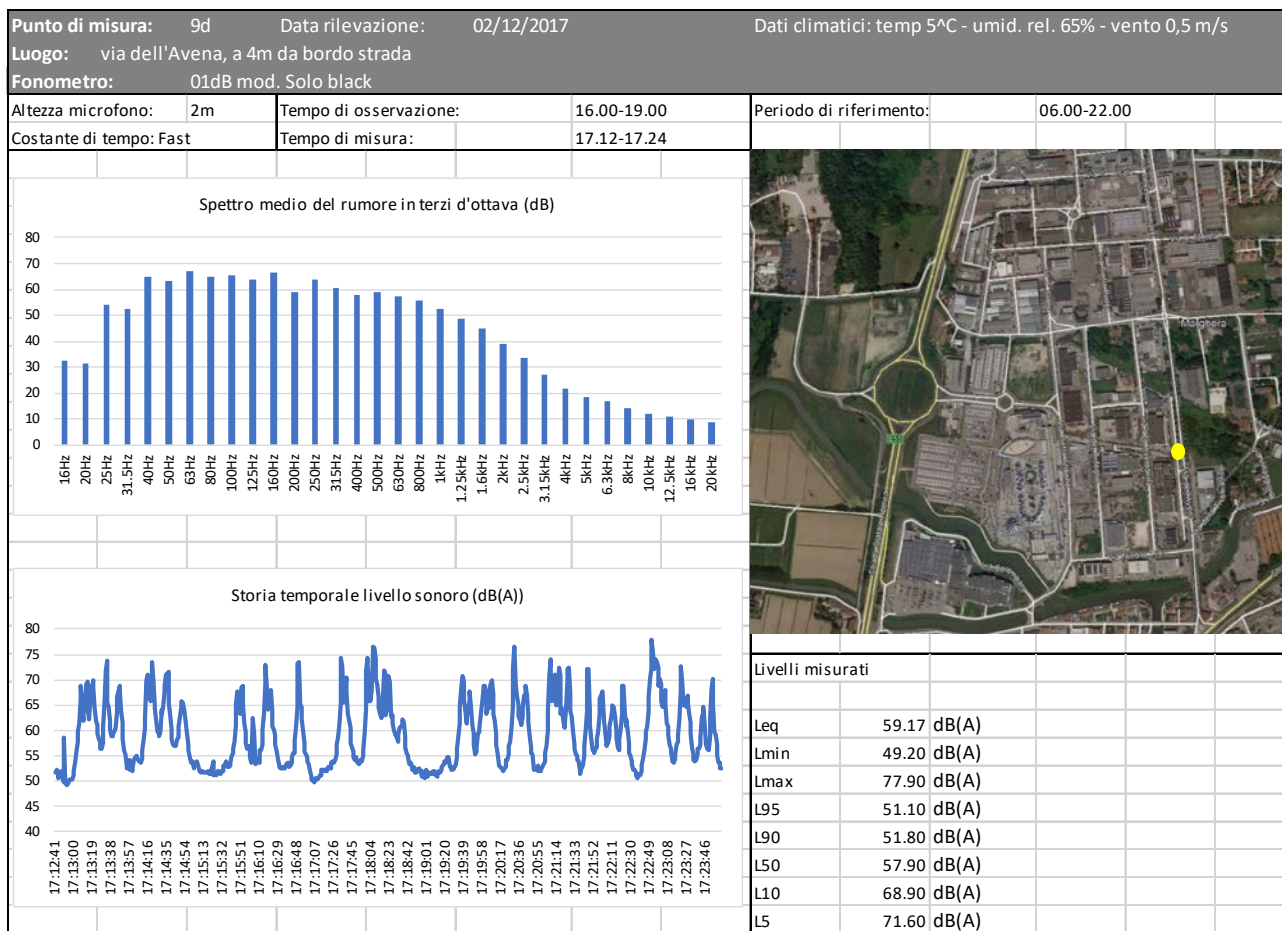 Punto di misura: 9d Data rilevazione: 02/12/2017 Dati climatici: temp 5^C - umid. rel. 65% - vento 0,5 m/s
Luogo: via dell'Avena, a 4m da bordo strada
Fonometro: 01dB mod. Solo black
Altezza microfono: 2m Tempo di osservazione: 16.00-19.00 Periodo di riferimento: 06.00-22.00
Costante di tempo: Fast Tempo di misura: 17.12-17.24
Spettro medio del rumore in terzi d'ottava (dB)
80
70
60
50
40
30
20
10
0
16Hz 20Hz 25Hz 31.5Hz 40Hz 50Hz 63Hz 80Hz 100Hz 125Hz 160Hz 200Hz 250Hz 315Hz 400Hz 500Hz 630Hz 800Hz 1kHz 1.25kHz 1.6kHz 2kHz 2.5kHz 3.15kHz 4kHz 5kHz 6.3kHz 8kHz 10kHz 12.5kHz 16kHz 20kHz
Marghera
Storia temporale livello sonoro (dB(A))
80
75
70
65
60
55
50
45
40
17:12:41 17:13:00 17:13:19 17:13:38 17:13:57 17:14:16 17:14:35 17:14:54 17:15:13 17:15:32 17:15:51 17:16:10 17:16:29 17:16:48 17:17:07 17:17:26 17:17:45 17:18:04 17:18:23 17:18:42 17:19:01 17:19:20 17:19:39 17:19:58 17:20:17 17:20:36 17:20:55 17:21:14 17:21:33 17:21:52 17:22:11 17:22:30 17:22:49 17:23:08 17:23:27 17:23:46
Livelli misurati
Leq 59.17 dB(A)
Lmin 49.20 dB(A)
Lmax 77.90 dB(A)
L95 51.10 dB(A)
L90 51.80 dB(A)
L50 57.90 dB(A)
L10 68.90 dB(A)
L5 71.60 dB(A)